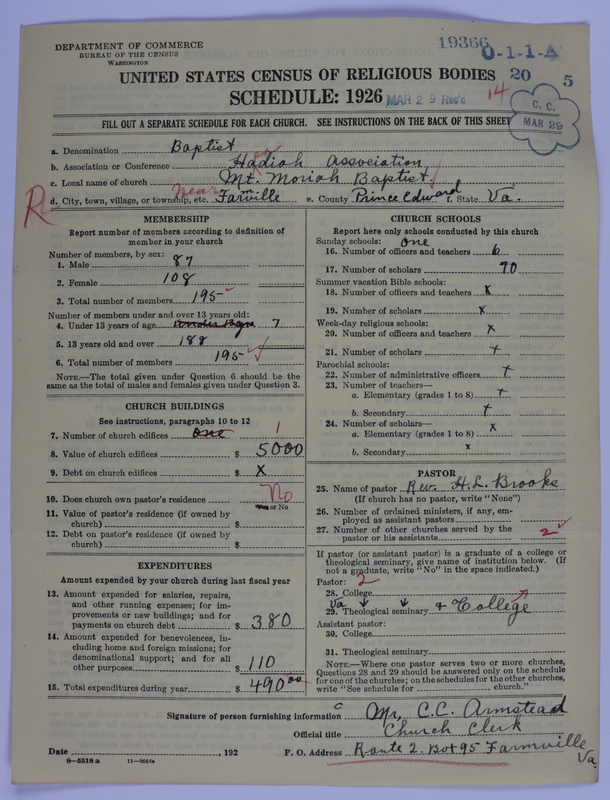 DEPARTMENT OF COMMERCE
BUREAU OF THE CENSUS
WASHINGTON
19366
0-1-1-A
UNITED STATES CENSUS OF RELIGIOUS BODIES 20 5
SCHEDULE: 1926 MAR 29 Rec'd 14
C. C.
MAR 29
FILL OUT A SEPARATE SCHEDULE FOR EACH CHURCH. SEE INSTRUCTIONS ON THE BACK OF THIS SHEET
a. Denomination Baptist
b. Association or Conference Hadiah Association
c. Local name of church Mt. Moriah Baptist
R d. City, town, village, or township, etc. near Farmville e. County Prince Edward f. State Va.
MEMBERSHIP
Report number of members according to definition of
member in your church
Number of members, by sex:
1. Male 87
2. Female 108
3. Total number of members 195
Number of members under and over 13 years old:
4. Under 13 years of age 7
5. 13 years old and over 188
6. Total number of members 195
NOTE.—The total given under Question 6 should be the
same as the total of males and females given under Question 3.
CHURCH BUILDINGS
See instructions, paragraphs 10 to 12
7. Number of church edifices one 1
8. Value of church edifices $ 5000
9. Debt on church edifices $ X
10. Does church own pastor's residence No
Yes or No
11. Value of pastor's residence (if owned by
church) $
12. Debt on pastor's residence (if owned by
church) $
EXPENDITURES
Amount expended by your church during last fiscal year
13. Amount expended for salaries, repairs,
and other running expenses; for im-
provements or new buildings; and for
payments on church debt $ 380
14. Amount expended for benevolences, in-
cluding home and foreign missions; for
denominational support; and for all
other purposes $ 110
15. Total expenditures during year $ 490.00
CHURCH SCHOOLS
Report here only schools conducted by this church
Sunday schools: one
16. Number of officers and teachers 6
17. Number of scholars 70
Summer vacation Bible schools:
18. Number of officers and teachers x
19. Number of scholars x
Week-day religious schools:
20. Number of officers and teachers x
21. Number of scholars x
Parochial schools:
22. Number of administrative officers x
23. Number of teachers—
a. Elementary (grades 1 to 8) x
b. Secondary x
24. Number of scholars—
a. Elementary (grades 1 to 8) x
b. Secondary x
PASTOR
25. Name of pastor Rev. H. L. Brooks
(If church has no pastor, write "None")
26. Number of ordained ministers, if any, em-
ployed as assistant pastors
27. Number of other churches served by the
pastor or his assistants 2
If pastor (or assistant pastor) is a graduate of a college or
theological seminary, give name of institution below. (If
not a graduate, write "No" in the space indicated.)
Pastor: 2
28. College
Va
29. Theological seminary & College
Assistant pastor:
30. College
31. Theological seminary
NOTE.—Where one pastor serves two or more churches,
Questions 28 and 29 should be answered only on the schedule
for one of the churches; on the schedules for the other churches,
write "See schedule for church."
Signature of person furnishing information Mr. C. C. Armstead
Official title Church Clerk
Date , 192 P. O. Address Route 2. Box 95 Farmville Va.
8—5518 a